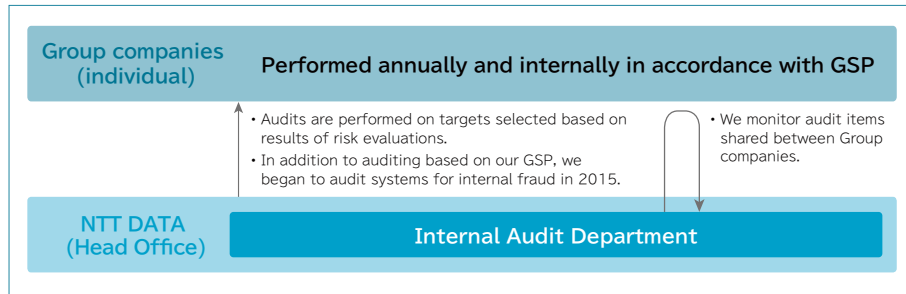 Group companies
(individual)
Performed annually and internally in accordance with GSP
• Audits are performed on targets selected based on
results of risk evaluations.
• In addition to auditing based on our GSP, we
began to audit systems for internal fraud in 2015.
• We monitor audit items
shared between Group
companies.
NTT DATA
(Head Office)
Internal Audit Department